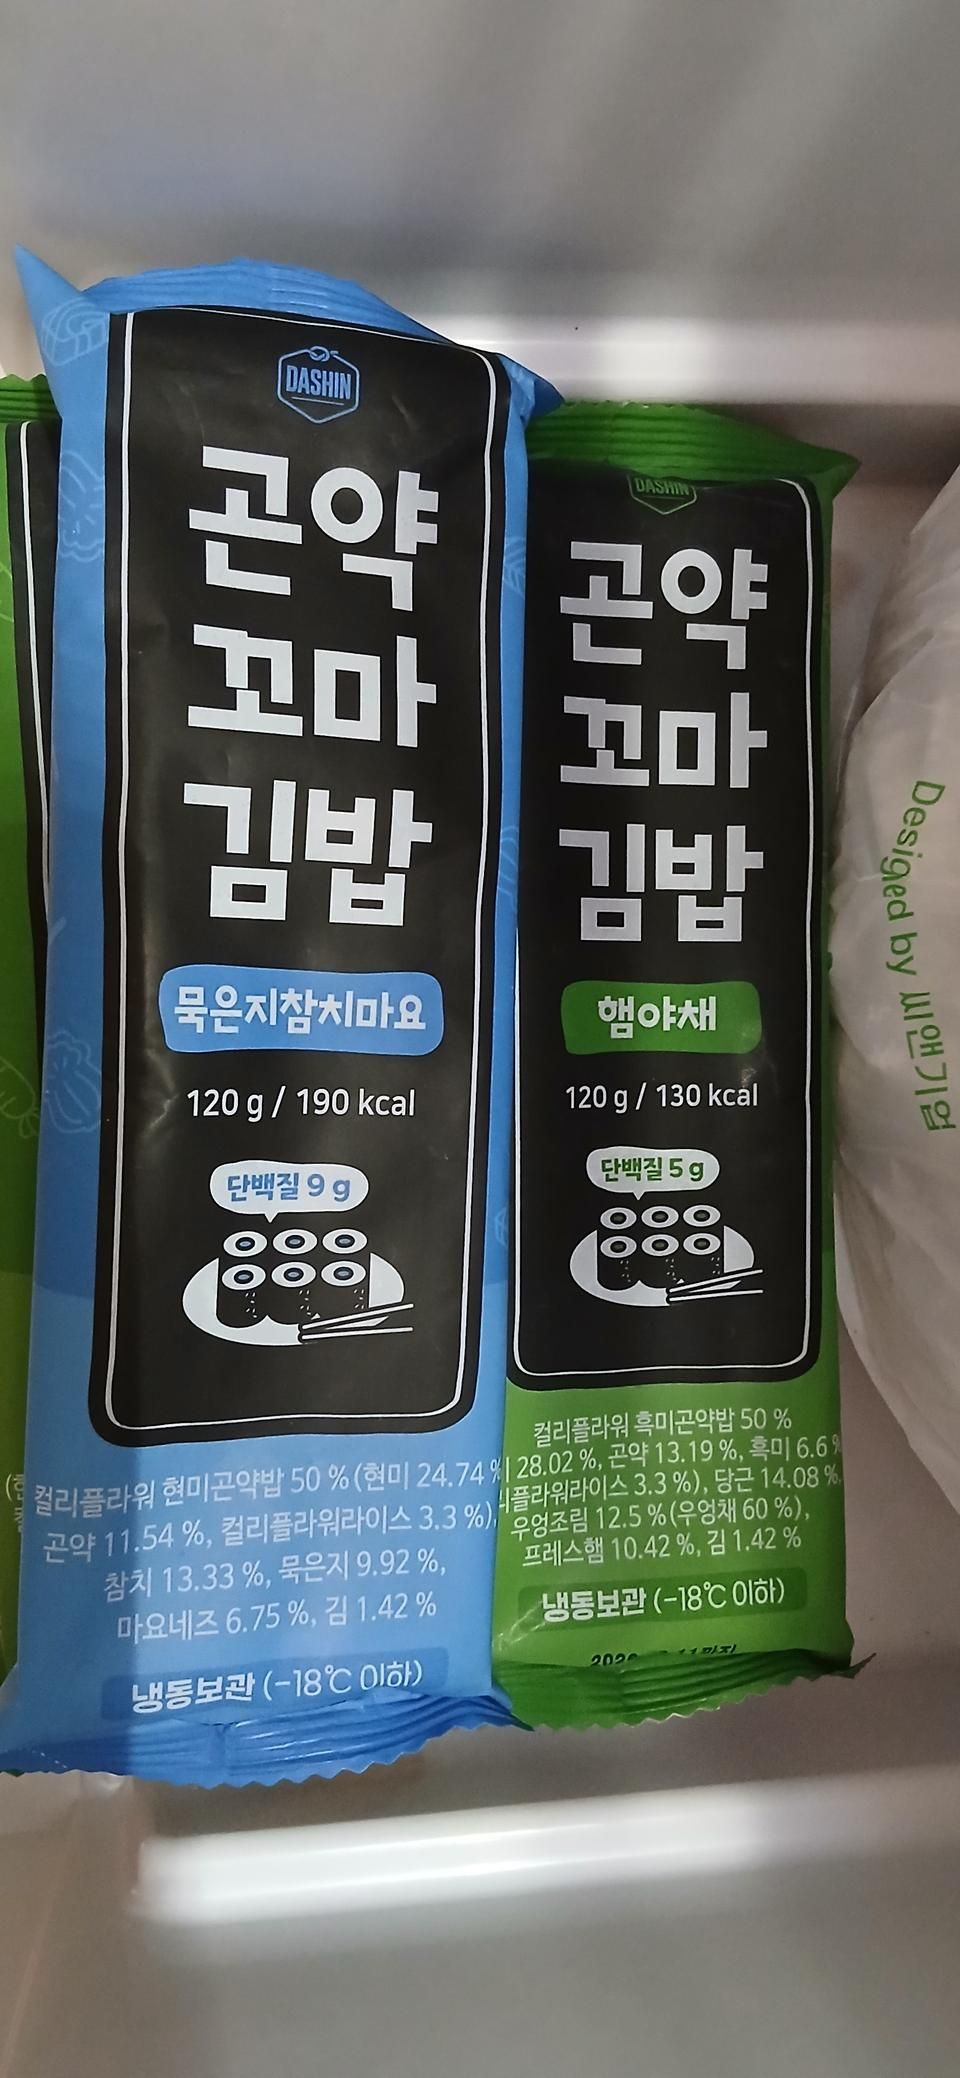 DASHIN
곤약
꼬마
김밥
묵은지참치마요
120 g / 190 kcal
단백질 9 g
컬리플라워 현미곤약밥 50 % (현미 24.74 %
곤약 11.54 %, 컬리플라워라이스 3.3 %),
참치 13.33 %, 묵은지 9.92 %,
마요네즈 6.75 %, 김 1.42 %
냉동보관 (-18℃ 이하)
DASHIN
곤약
꼬마
김밥
햄야채
120 g / 130 kcal
단백질 5 g
컬리플라워 흑미곤약밥 50 %
28.02 %, 곤약 13.19 %, 흑미 6.6 %
플라워라이스 3.3 %), 당근 14.08 %,
우엉조림 12.5 % (우엉채 60 %),
프레스햄 10.42 %, 김 1.42 %
냉동보관 (-18℃ 이하)
Desiged by 씨앤기업